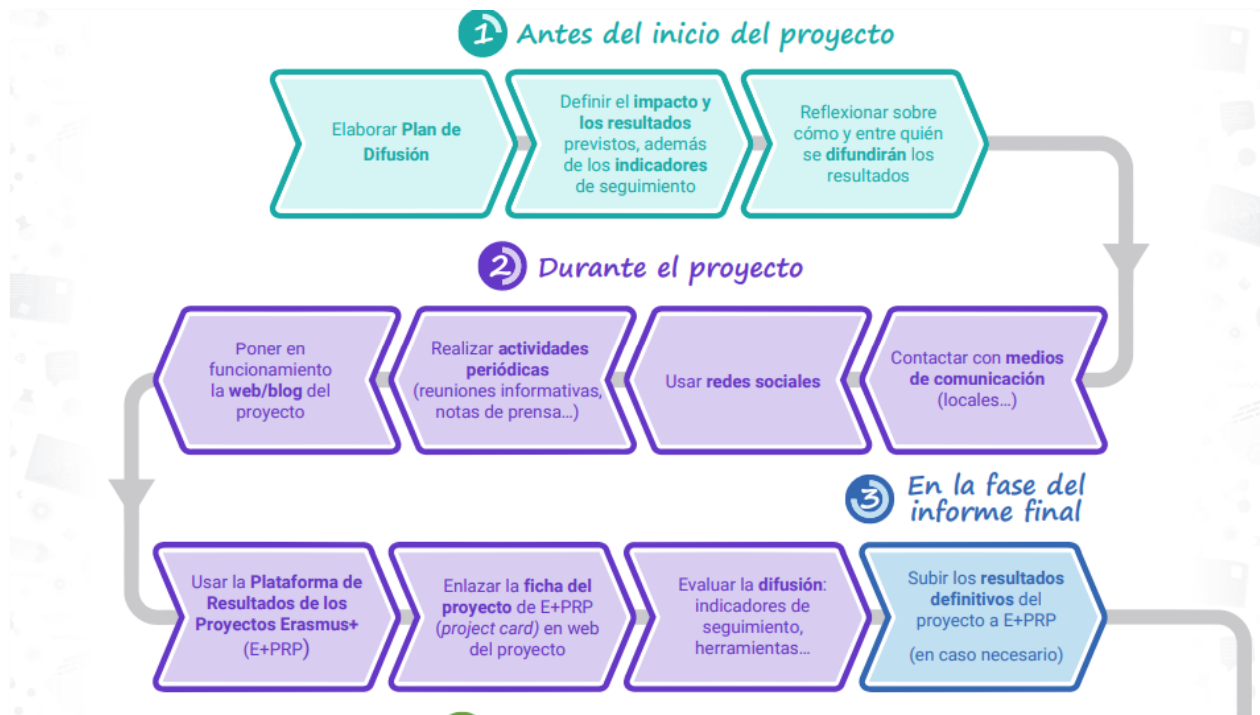 1 Antes del inicio del proyecto
Elaborar Plan de
Difusión
Definir el impacto y
los resultados
previstos, además
de los indicadores
de seguimiento
Reflexionar sobre
cómo y entre quién
se difundirán los
resultados
2 Durante el proyecto
Contactar con medios
de comunicación
(locales...)
Usar redes sociales
Realizar actividades
periódicas
(reuniones informativas,
notas de prensa...)
Poner en
funcionamiento
la web/blog del
proyecto
Usar la Plataforma de
Resultados de los
Proyectos Erasmus+
(E+PRP)
Enlazar la ficha del
proyecto de E+PRP
(project card) en web
del proyecto
Evaluar la difusión:
indicadores de
seguimiento,
herramientas...
3 En la fase del
informe final
Subir los resultados
definitivos del
proyecto a E+PRP
(en caso necesario)